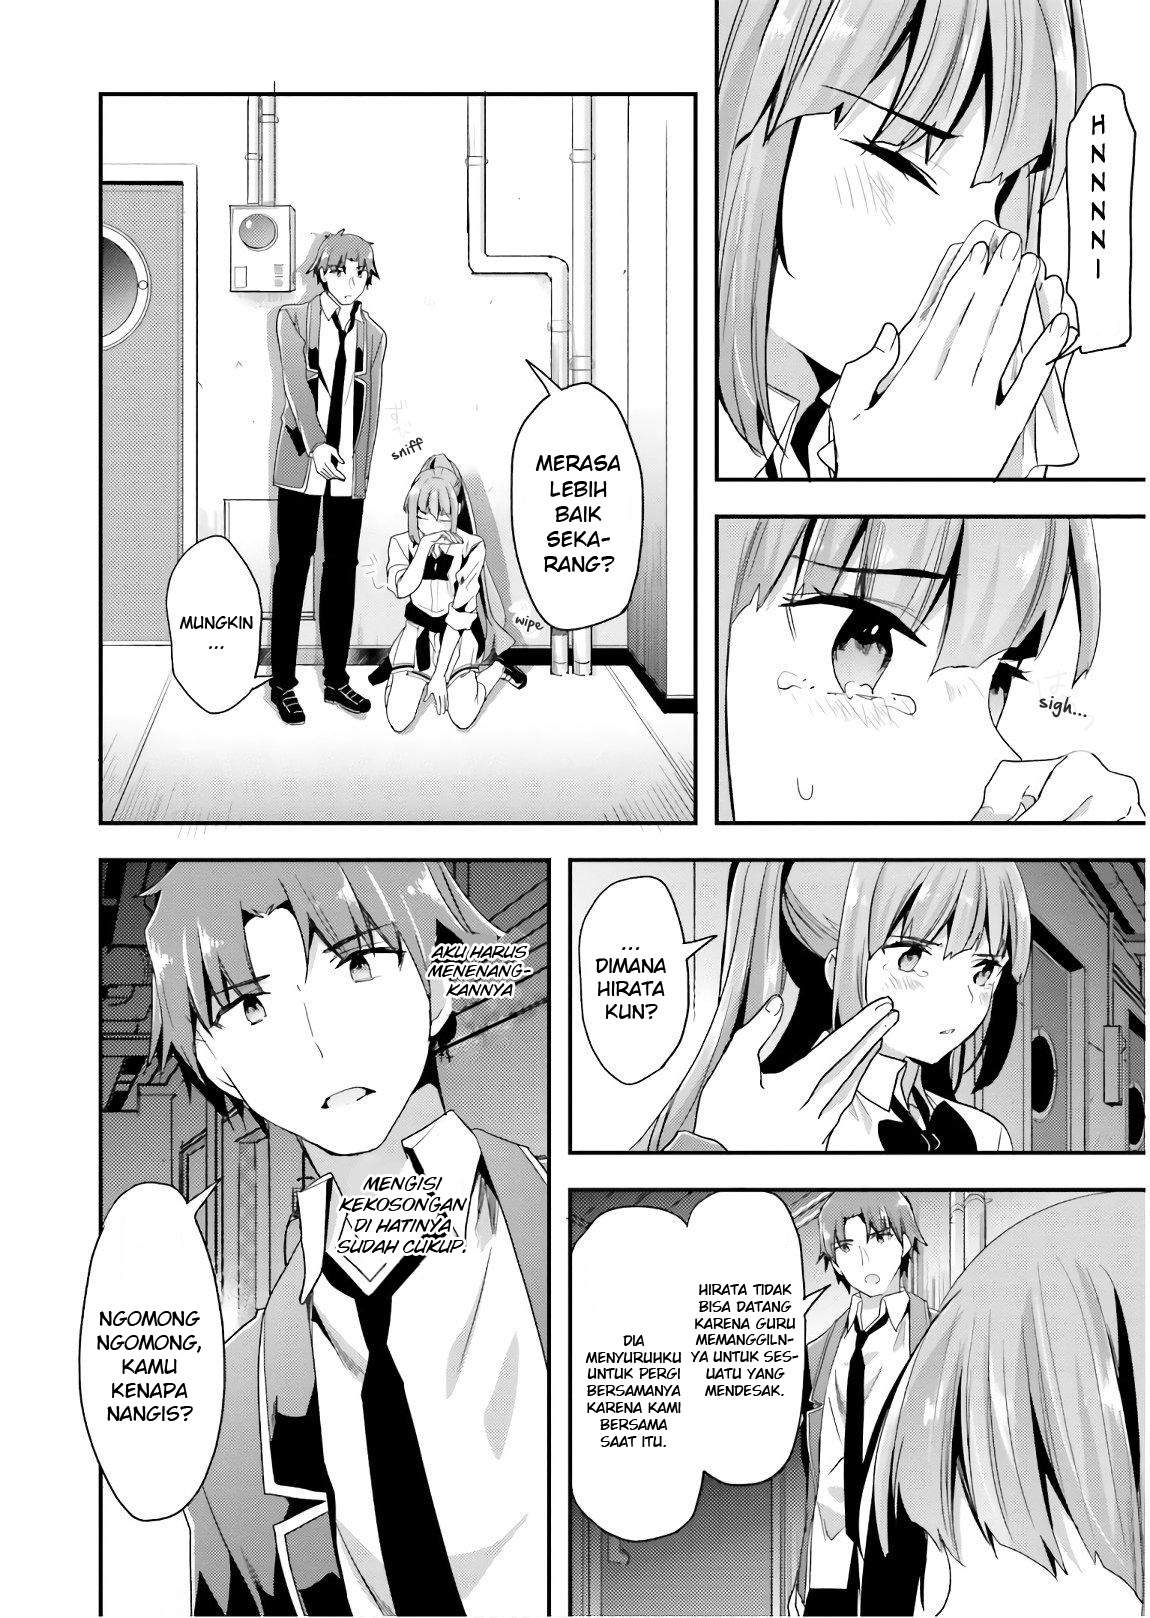 HNNNN-
sigh...
MERASA
LEBIH
BAIK
SEKA-
RANG?
sniff
wipe
MUNGKIN
...
...
DIMANA
HIRATA
KUN?
HIRATA TIDAK
BISA DATANG
KARENA GURU
MEMANGGILN-
YA UNTUK SES-
UATU YANG
MENDESAK.
DIA
MENYURUHKU
UNTUK PERGI
BERSAMANYA
KARENA KAMI
BERSAMA
SAAT ITU.
AKU HARUS
MENENANG-
KANNYA
MENGISI
KEKOSONGAN
DI HATINYA
SUDAH CUKUP.
NGOMONG
NGOMONG,
KAMU
KENAPA
NANGIS?